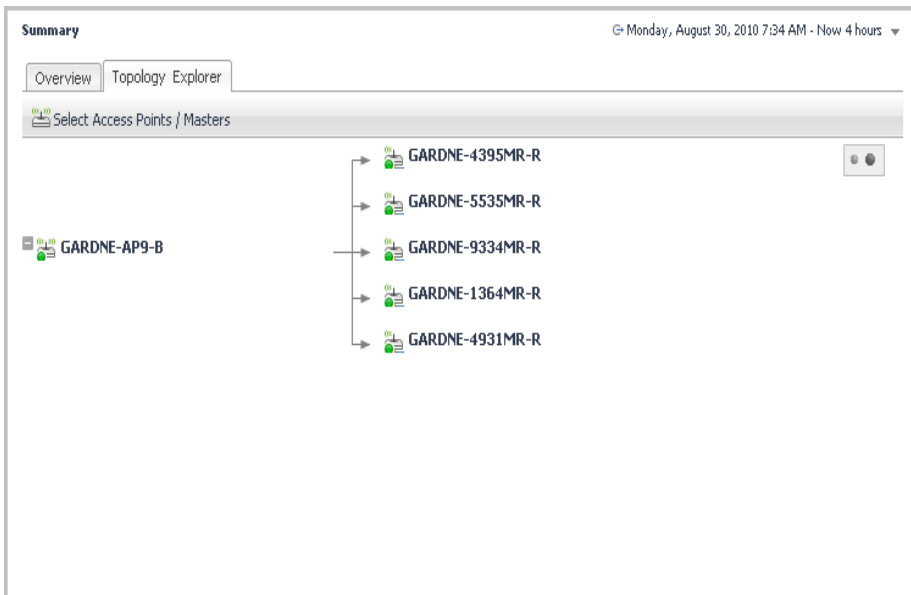 Summary
Monday, August 30, 2010 7:34 AM - Now 4 hours
Overview
Topology Explorer
Select Access Points / Masters
GARDNE-4395MR-R
GARDNE-5535MR-R
GARDNE-AP9-B
GARDNE-9334MR-R
GARDNE-1364MR-R
GARDNE-4931MR-R